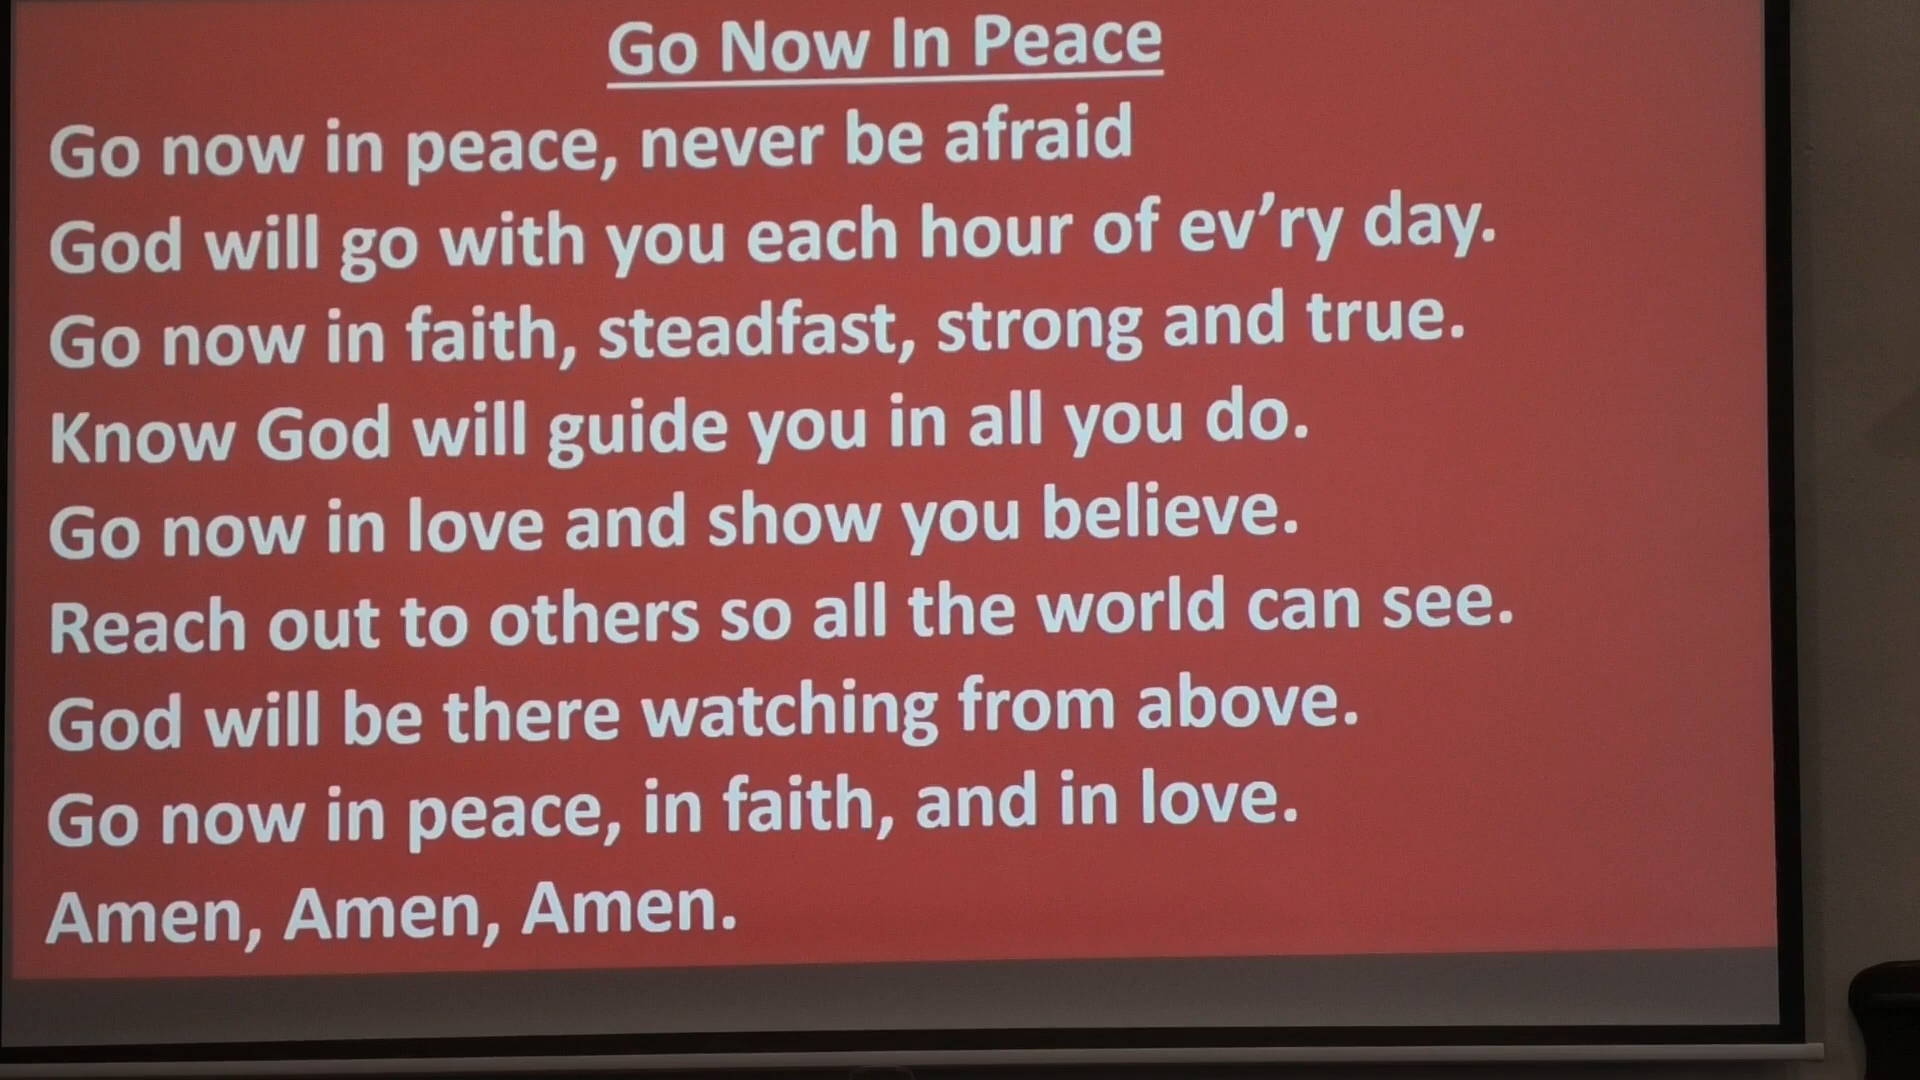 Go Now In Peace
Go now in peace, never be afraid
God will go with you each hour of ev’ry day.
Go now in faith, steadfast, strong and true.
Know God will guide you in all you do.
Go now in love and show you believe.
Reach out to others so all the world can see.
God will be there watching from above.
Go now in peace, in faith, and in love.
Amen, Amen, Amen.